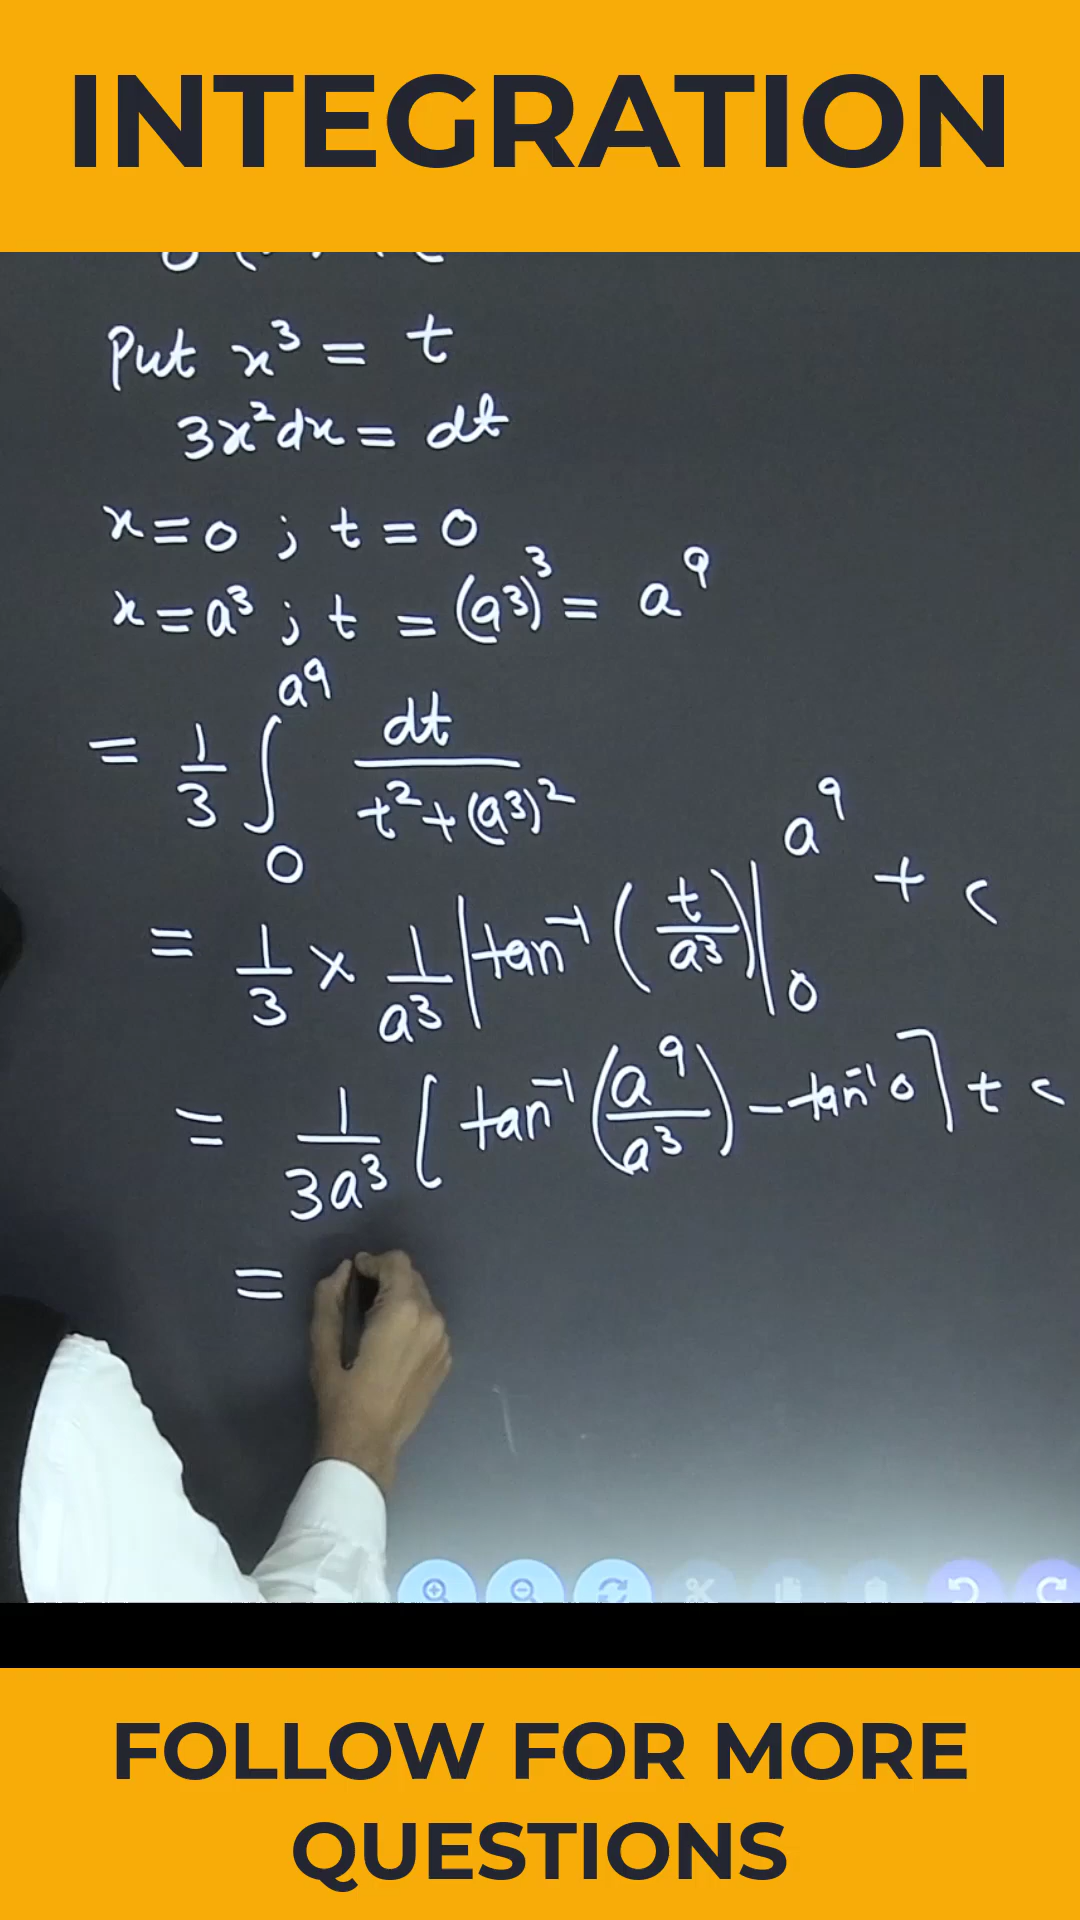 INTEGRATION
Put x³ = t
3x²dx = dt
x = 0 ; t = 0
x = a³ ; t = (a³)³ = a⁹
= 1/3 ∫₀^a⁹ dt / t² + (a³)²
= 1/3 × 1/a³ |tan⁻¹ (t/a³)|₀^a⁹ + c
= 1/3a³ [tan⁻¹ (a⁹/a³) - tan⁻¹ 0] + c
=
FOLLOW FOR MORE
QUESTIONS